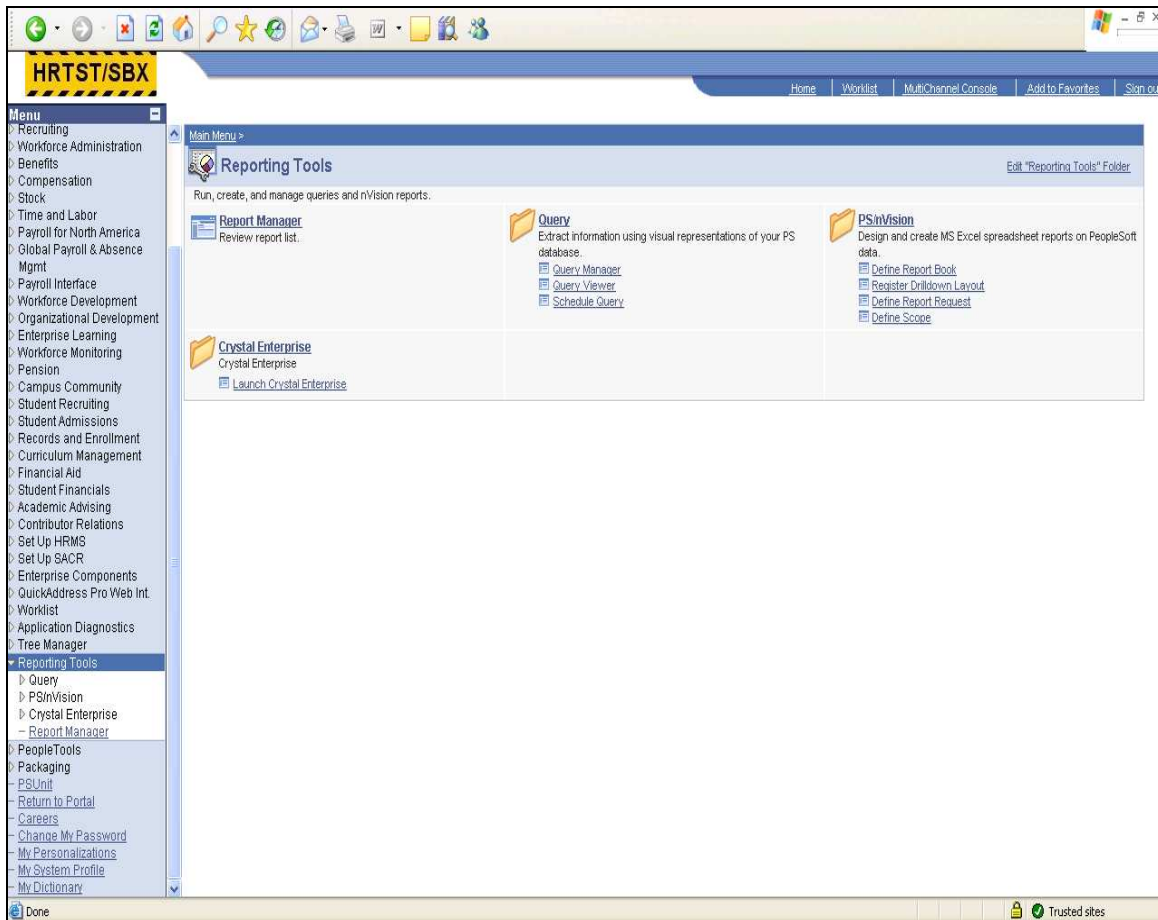 HRTST/SBX
Home
Worklist
MultiChannel Console
Add to Favorites
Sign ou
Menu
Recruiting
Workforce Administration
Benefits
Compensation
Stock
Time and Labor
Payroll for North America
Global Payroll & Absence
Mgmt
Payroll Interface
Workforce Development
Organizational Development
Enterprise Learning
Workforce Monitoring
Pension
Campus Community
Student Recruiting
Student Admissions
Records and Enrollment
Curriculum Management
Financial Aid
Student Financials
Academic Advising
Contributor Relations
Set Up HRMS
Set Up SACR
Enterprise Components
QuickAddress Pro Web Int.
Worklist
Application Diagnostics
Tree Manager
Reporting Tools
Query
PS/nVision
Crystal Enterprise
Report Manager
PeopleTools
Packaging
PSUnit
Return to Portal
Careers
Change My Password
My Personalizations
My System Profile
My Dictionary
Main Menu >
Reporting Tools
Edit "Reporting Tools" Folder
Run, create, and manage queries and nVision reports.
Report Manager
Review report list.
Query
Extract information using visual representations of your PS
database.
Query Manager
Query Viewer
Schedule Query
PS/nVision
Design and create MS Excel spreadsheet reports on PeopleSoft
data.
Define Report Book
Register Drilldown Layout
Define Report Request
Define Scope
Crystal Enterprise
Crystal Enterprise
Launch Crystal Enterprise
Done
Trusted sites